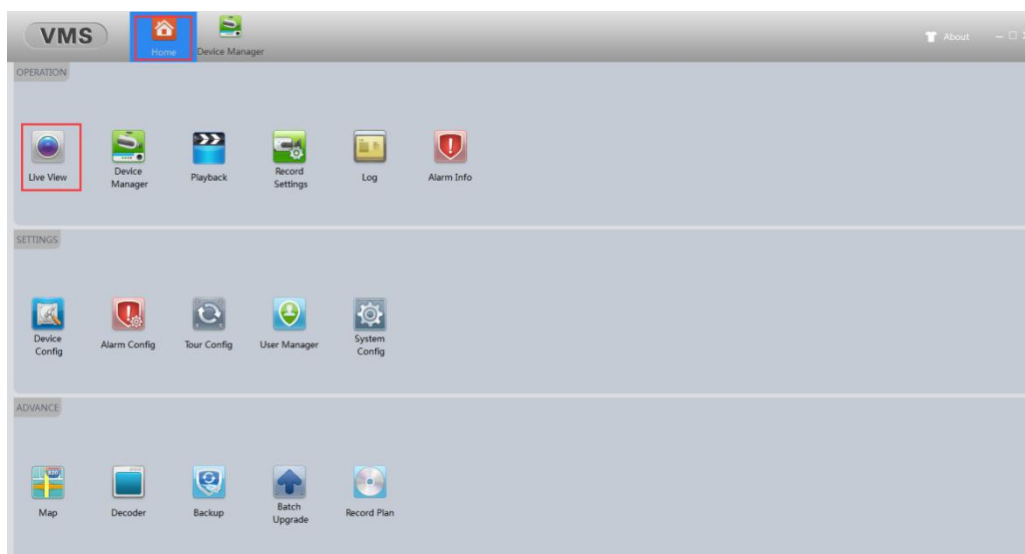 VMS
Home
Device Manager
About
OPERATION
Live View
Device
Manager
Playback
Record
Settings
Log
Alarm Info
SETTINGS
Device
Config
Alarm Config
Tour Config
User Manager
System
Config
ADVANCE
Map
Decoder
Backup
Batch
Upgrade
Record Plan